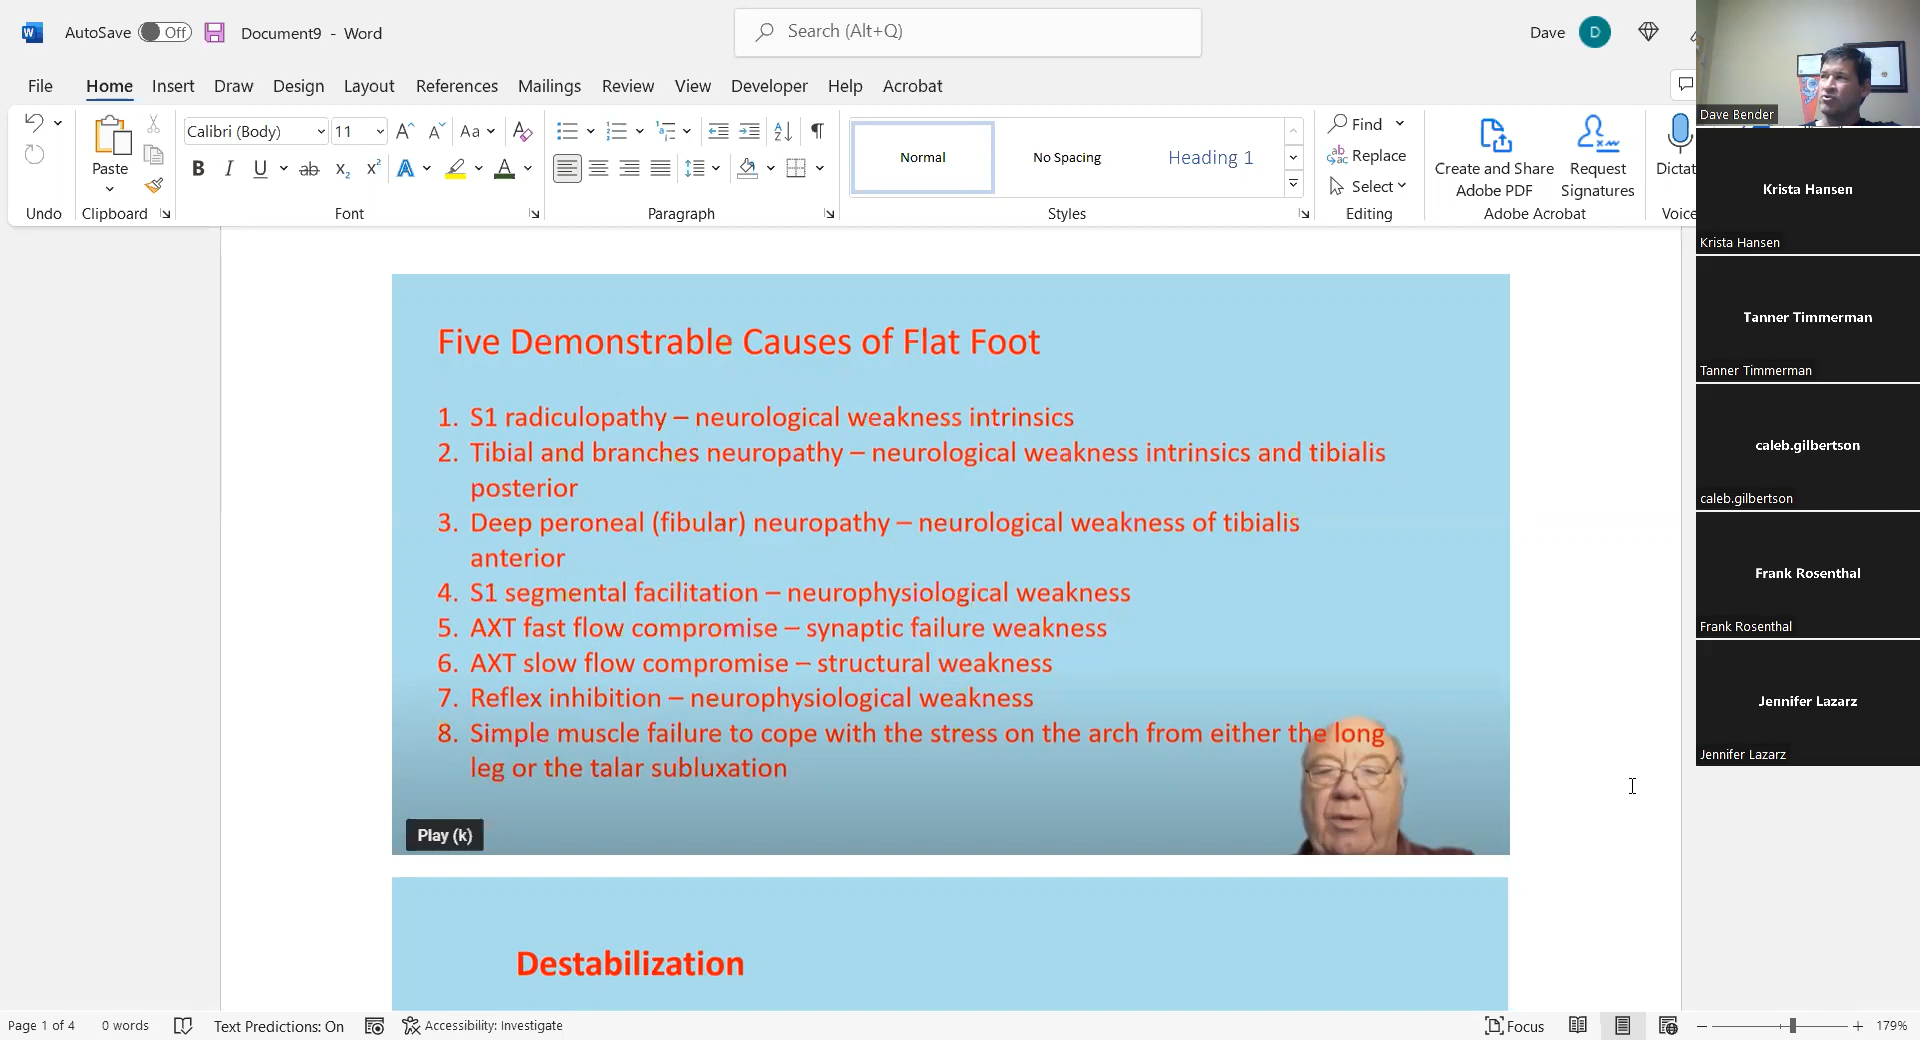 AutoSave Off Document9 - Word
Search (Alt+Q)
Dave D
File Home Insert Draw Design Layout References Mailings Review View Developer Help Acrobat
Paste
Calibri (Body) 11
Aa
Normal
No Spacing
Heading 1
Find
Replace
Select
Create and Share
Adobe PDF
Request
Signatures
Dictat
Undo Clipboard Font Paragraph Styles Editing Adobe Acrobat Voice
Five Demonstrable Causes of Flat Foot
1. S1 radiculopathy – neurological weakness intrinsics
2. Tibial and branches neuropathy – neurological weakness intrinsics and tibialis
posterior
3. Deep peroneal (fibular) neuropathy – neurological weakness of tibialis
anterior
4. S1 segmental facilitation – neurophysiological weakness
5. AXT fast flow compromise – synaptic failure weakness
6. AXT slow flow compromise – structural weakness
7. Reflex inhibition – neurophysiological weakness
8. Simple muscle failure to cope with the stress on the arch from either the long
leg or the talar subluxation
Play (k)
Destabilization
Dave Bender
Krista Hansen
Krista Hansen
Tanner Timmerman
Tanner Timmerman
caleb.gilbertson
caleb.gilbertson
Frank Rosenthal
Frank Rosenthal
Jennifer Lazarz
Jennifer Lazarz
Page 1 of 4 0 words Text Predictions: On Accessibility: Investigate Focus 179%